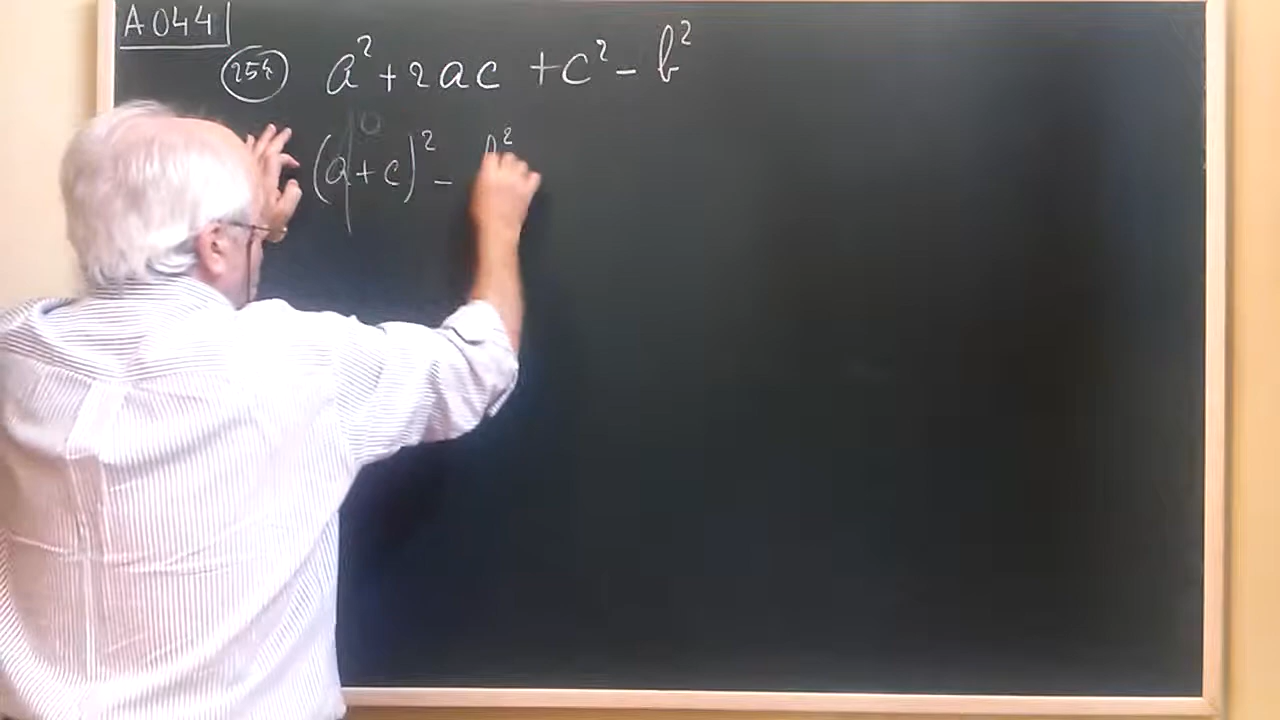 A044
254 a² + 2ac + c² - b²
(a + c)² - b²